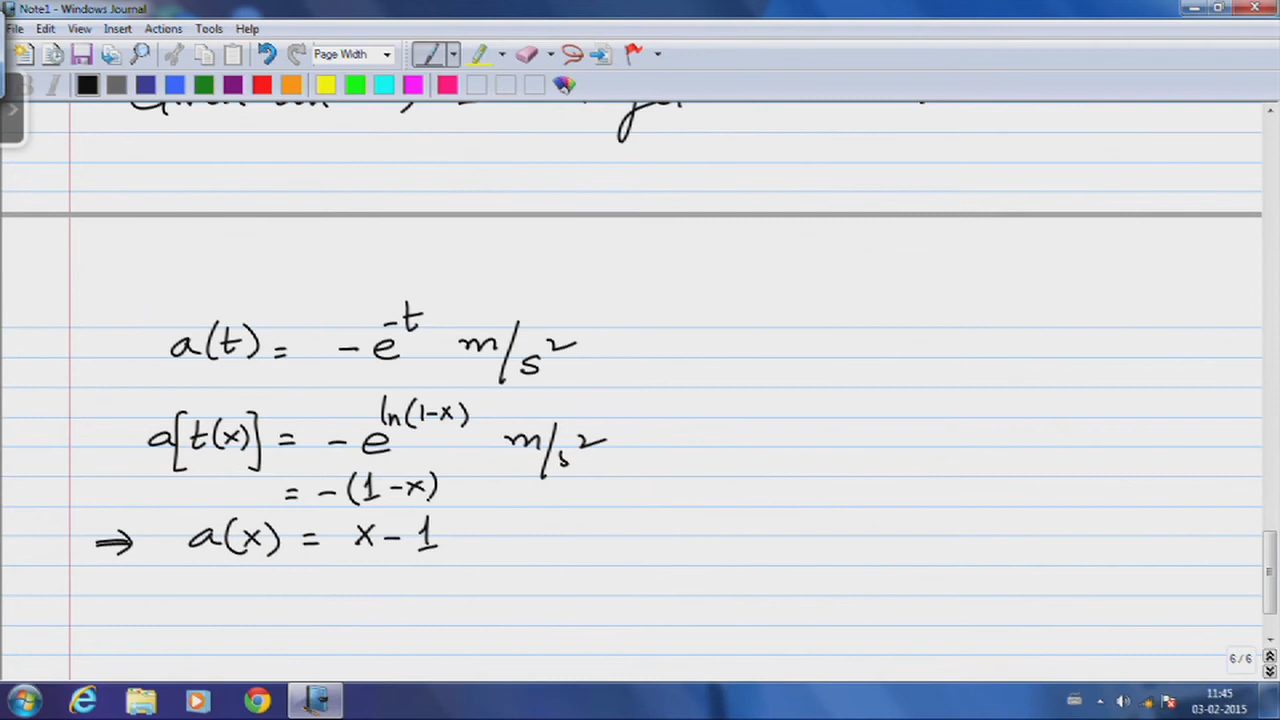 Note1 - Windows Journal
File Edit View Insert Actions Tools Help
Page Width
a(t) = -e^{-t} m/s²
a[t(x)] = -e^{ln(1-x)} m/s²
= -(1-x)
⇒ a(x) = x-1
6/6
11:45
03-02-2015